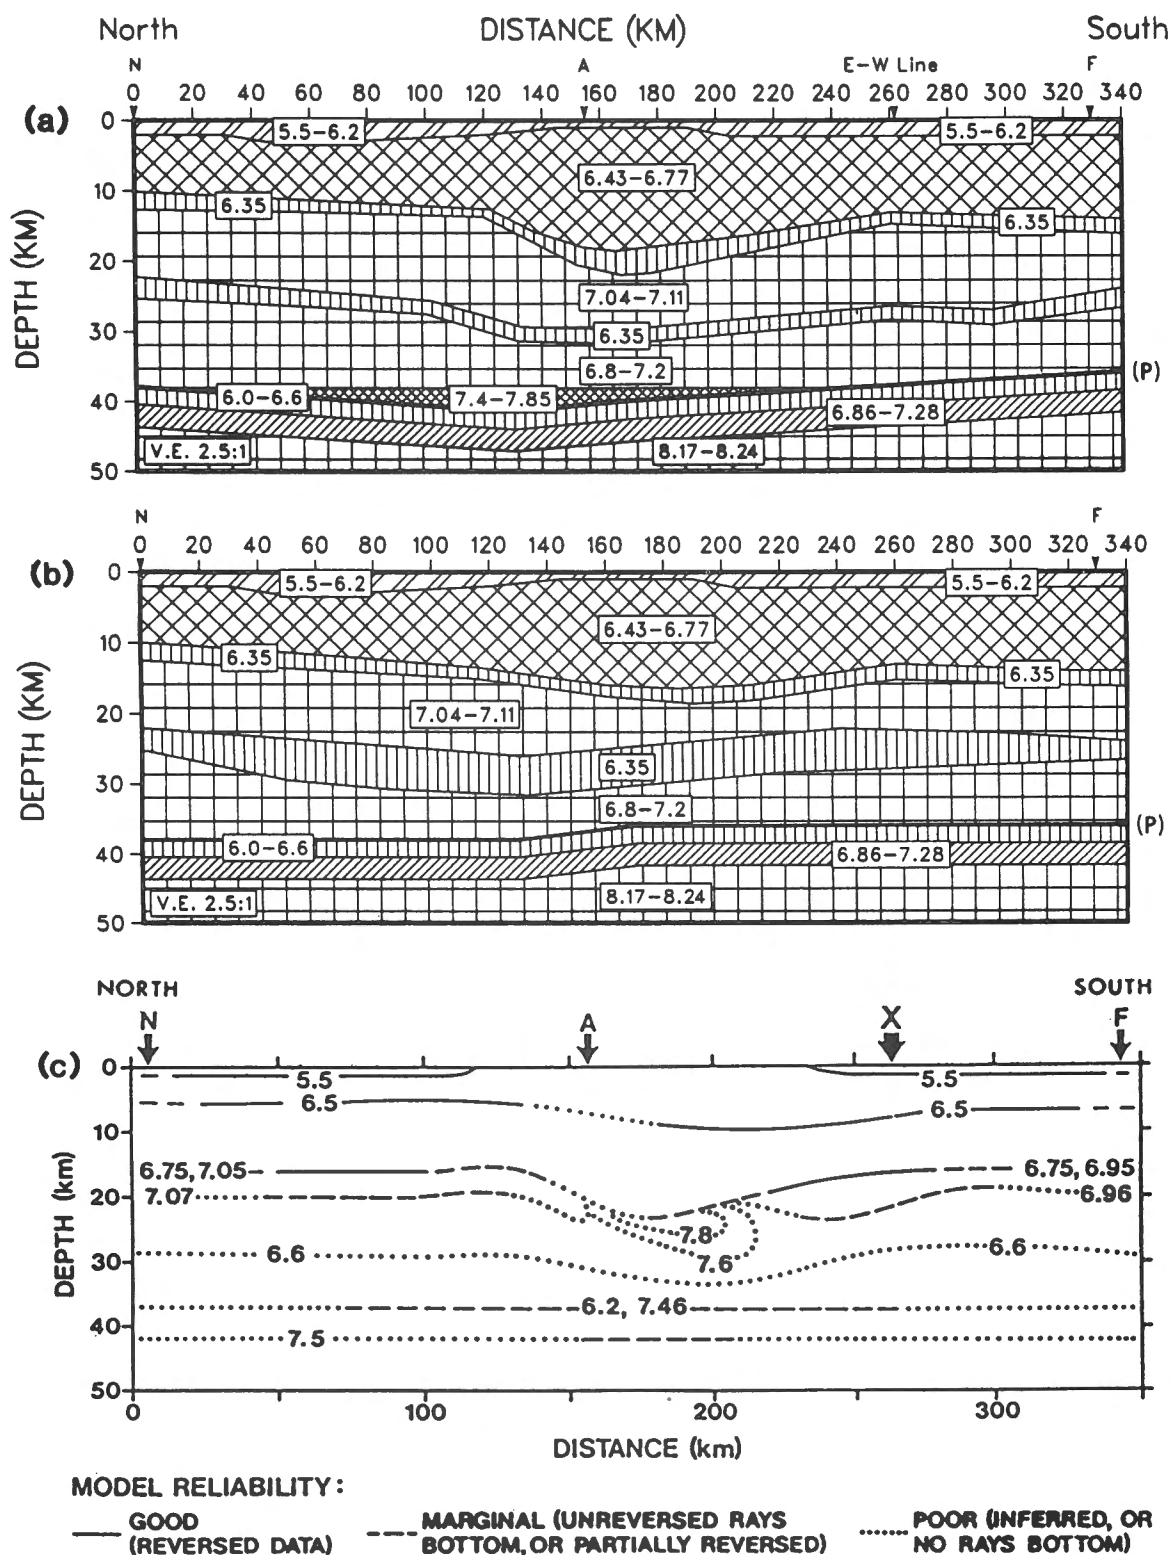 North DISTANCE (KM) South
N A E-W Line F
0 20 40 60 80 100 120 140 160 180 200 220 240 260 280 300 320 340
(a)
0
10
20
30
40
50
DEPTH (KM)
5.5-6.2 5.5-6.2
6.43-6.77
6.35 6.35
7.04-7.11
6.35
6.8-7.2
(P)
6.0-6.6 7.4-7.85 6.86-7.28
V.E. 2.5:1 8.17-8.24
N F
0 20 40 60 80 100 120 140 160 180 200 220 240 260 280 300 320 340
(b)
0
10
20
30
40
50
DEPTH (KM)
5.5-6.2 5.5-6.2
6.43-6.77
6.35 6.35
7.04-7.11
6.35
6.8-7.2
(P)
6.0-6.6 6.86-7.28
V.E. 2.5:1 8.17-8.24
NORTH SOUTH
N A X F
(c)
0
10
20
30
40
50
DEPTH (km)
5.5 5.5
6.5 6.5
6.75, 7.05 6.75, 6.95
7.07 6.96
7.8
7.6
6.6 6.6
6.2, 7.46
7.5
0 100 200 300
DISTANCE (km)
MODEL RELIABILITY:
GOOD MARGINAL (UNREVERSED RAYS POOR (INFERRED, OR
(REVERSED DATA) BOTTOM, OR PARTIALLY REVERSED) NO RAYS BOTTOM)